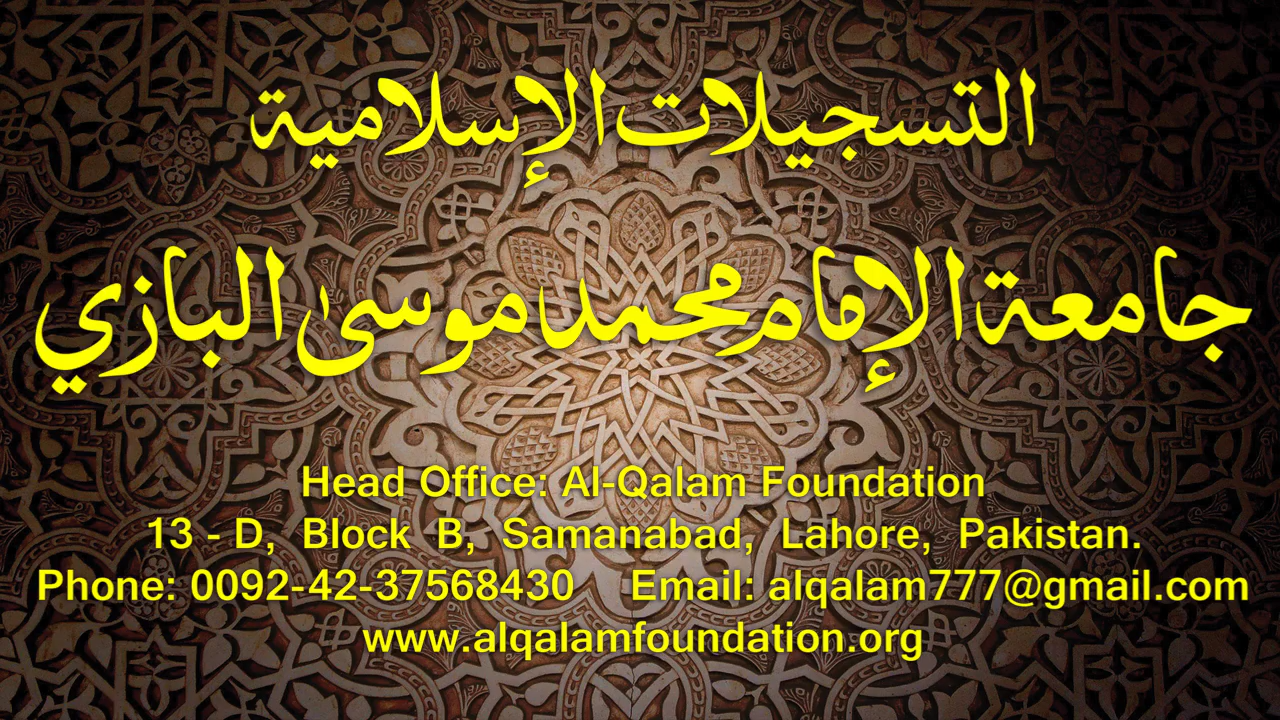 التسجيلات الإسلامية
جامعة الإمام محمد موسى البازي
Head Office: Al-Qalam Foundation
13 - D, Block B, Samanabad, Lahore, Pakistan.
Phone: 0092-42-37568430 Email: alqalam777@gmail.com
www.alqalamfoundation.org